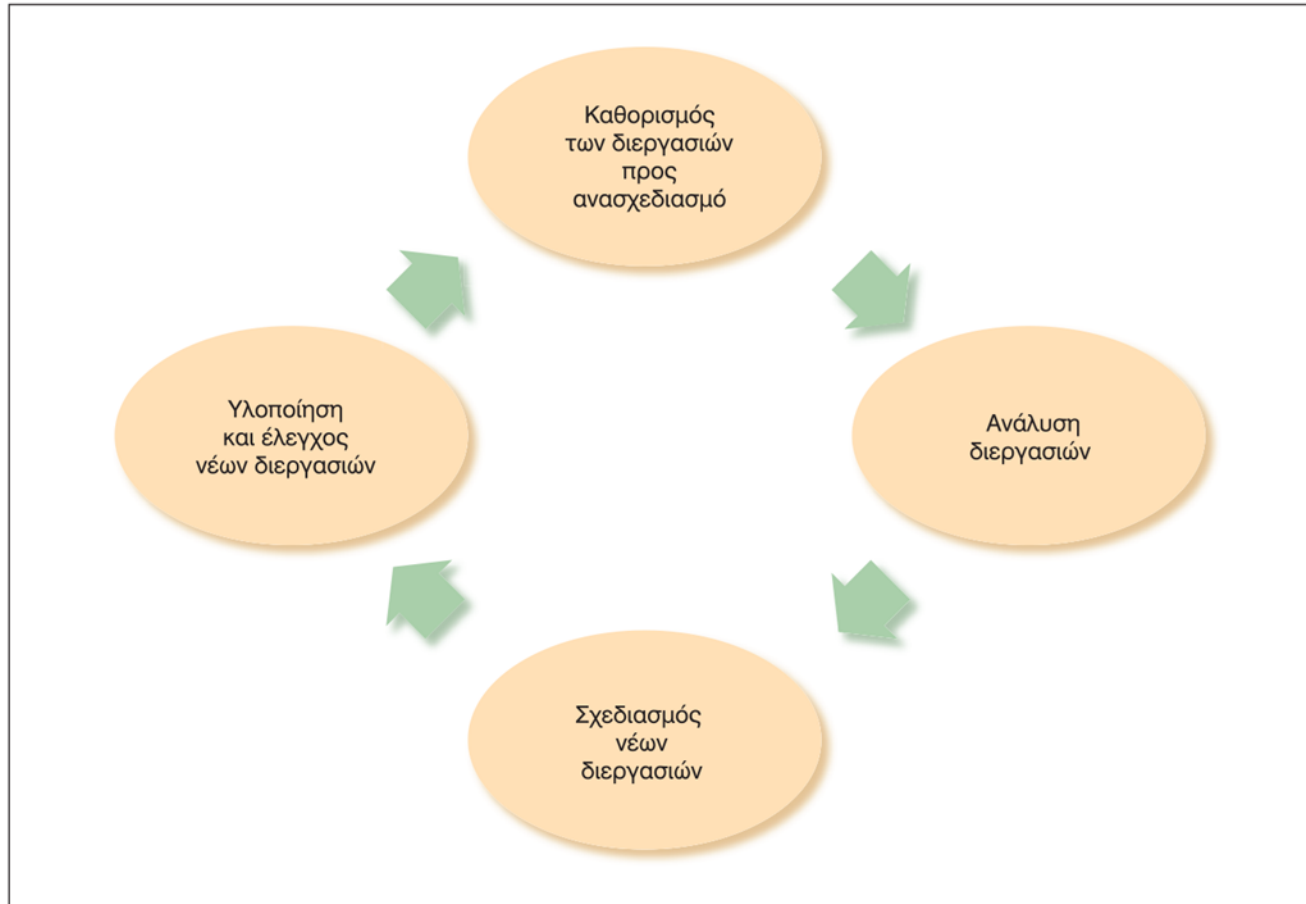 Καθορισμός
των διεργασιών
προς
ανασχεδιασμό
Ανάλυση
διεργασιών
Σχεδιασμός
νέων
διεργασιών
Υλοποίηση
και έλεγχος
νέων διεργασιών